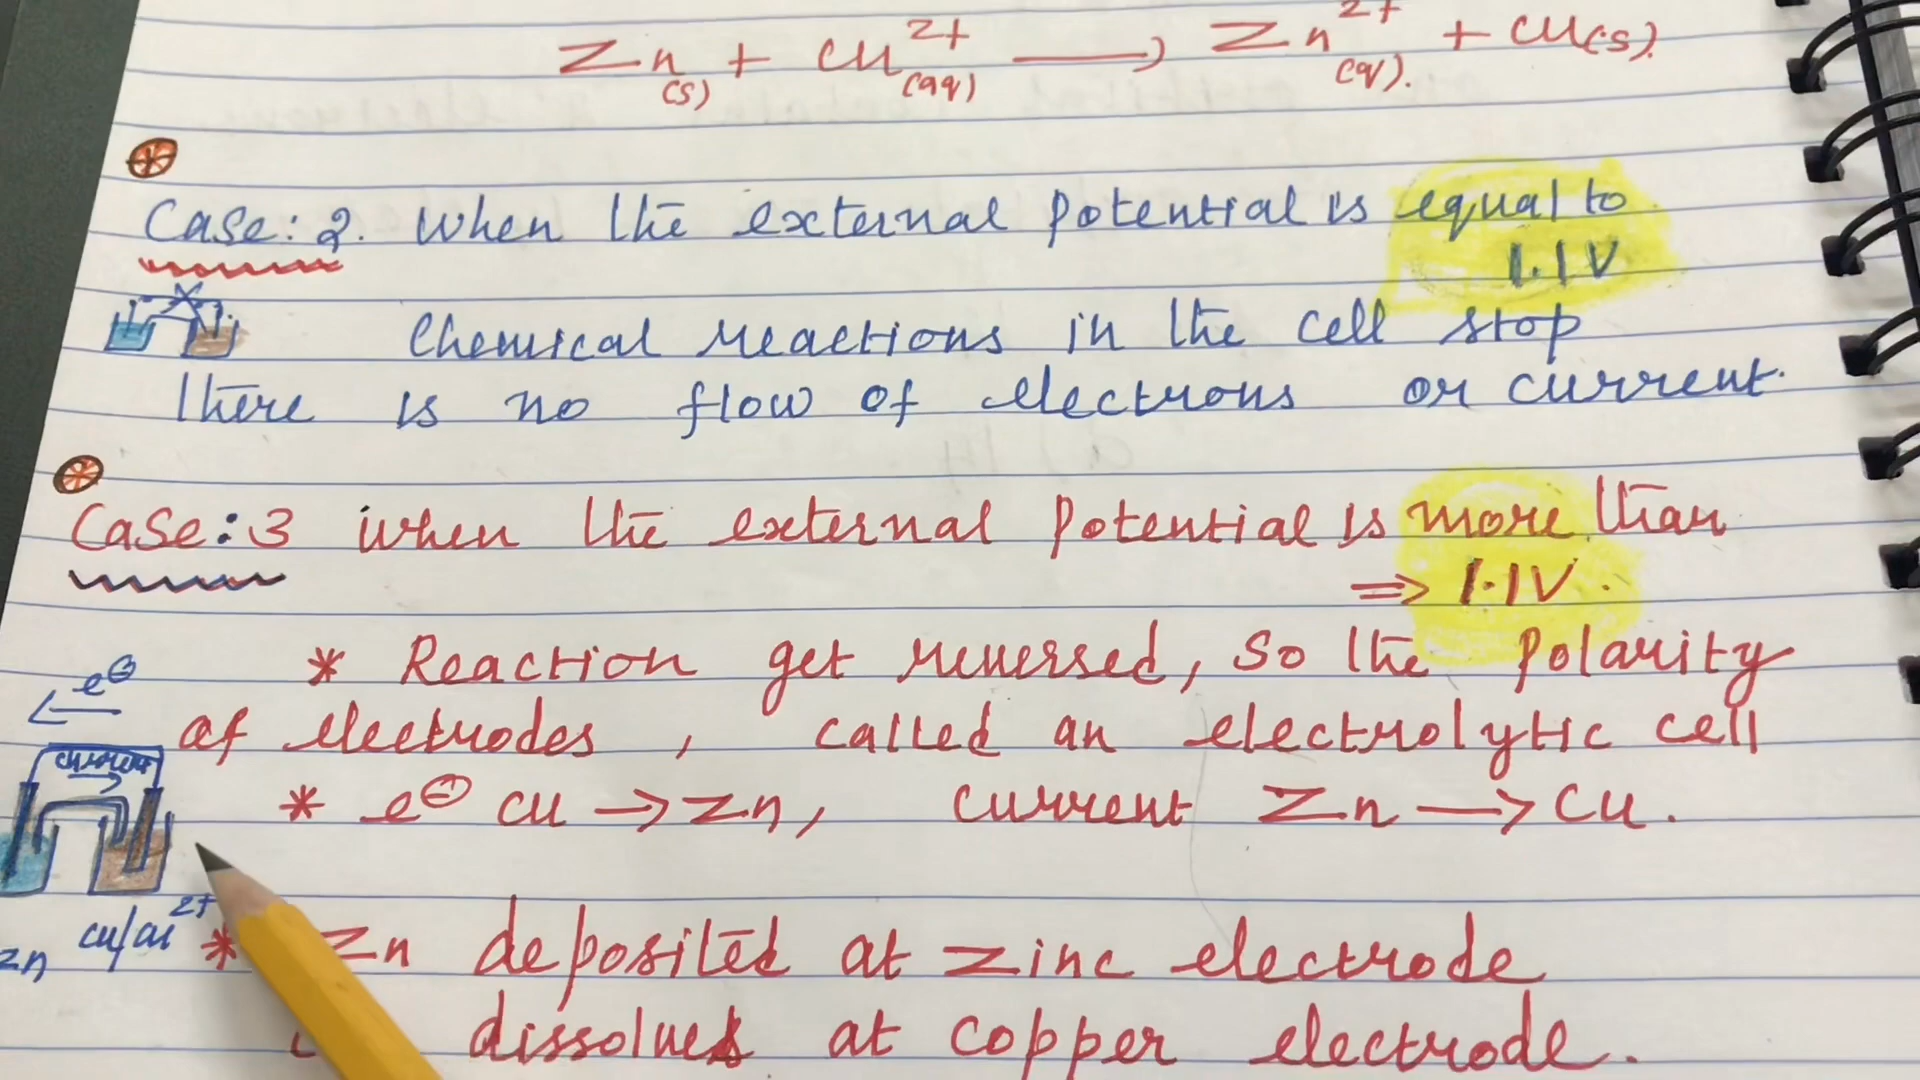 Zn(s) + Cu²⁺(aq) ⟶ Zn²⁺(q). + Cu(s).
Case: 2. When the external potential is equal to
1.1V
Chemical reactions in the cell stop
there is no flow of electrons or current.
Case: 3 when the external potential is more than
⇒ 1.1V.
* Reaction get reversed, so the polarity
e⊖
of electrodes, called an electrolytic cell
current
* e⊖ Cu → Zn, current Zn → Cu.
Cu/Cu²⁺
Zn
* Zn deposited at zinc electrode
dissolves at copper electrode.